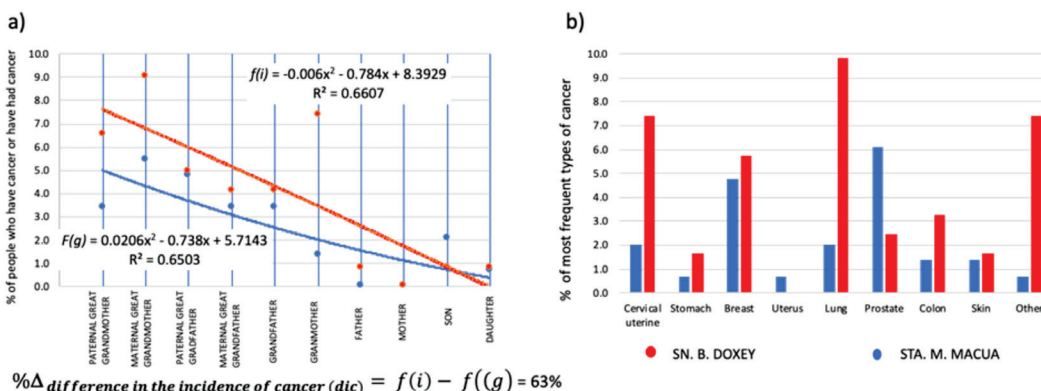 a)
b)
% of people who have cancer or have had cancer
10.0
9.0
8.0
7.0
6.0
5.0
4.0
3.0
2.0
1.0
0.0
f(i) = -0.006x² - 0.784x + 8.3929
R² = 0.6607
F(g) = 0.0206x² - 0.738x + 5.7143
R² = 0.6503
PATERNAL GREAT
GRANDMOTHER
MATERNAL GREAT
GRANDMOTHER
PATERNAL GREAT
GRADFATHER
MATERNAL GREAT
GRANDFATHER
GRANDFATHER
GRANMOTHER
FATHER
MOTHER
SON
DAUGHTER
%Δ difference in the incidence of cancer (dic) = f(i) − f((g) = 63%
% of most frequent types of cancer
10.0
9.0
8.0
7.0
6.0
5.0
4.0
3.0
2.0
1.0
0.0
Cervical
uterine
Stomach
Breast
Uterus
Lung
Prostate
Colon
Skin
Other
SN. B. DOXEY
STA. M. MACUA